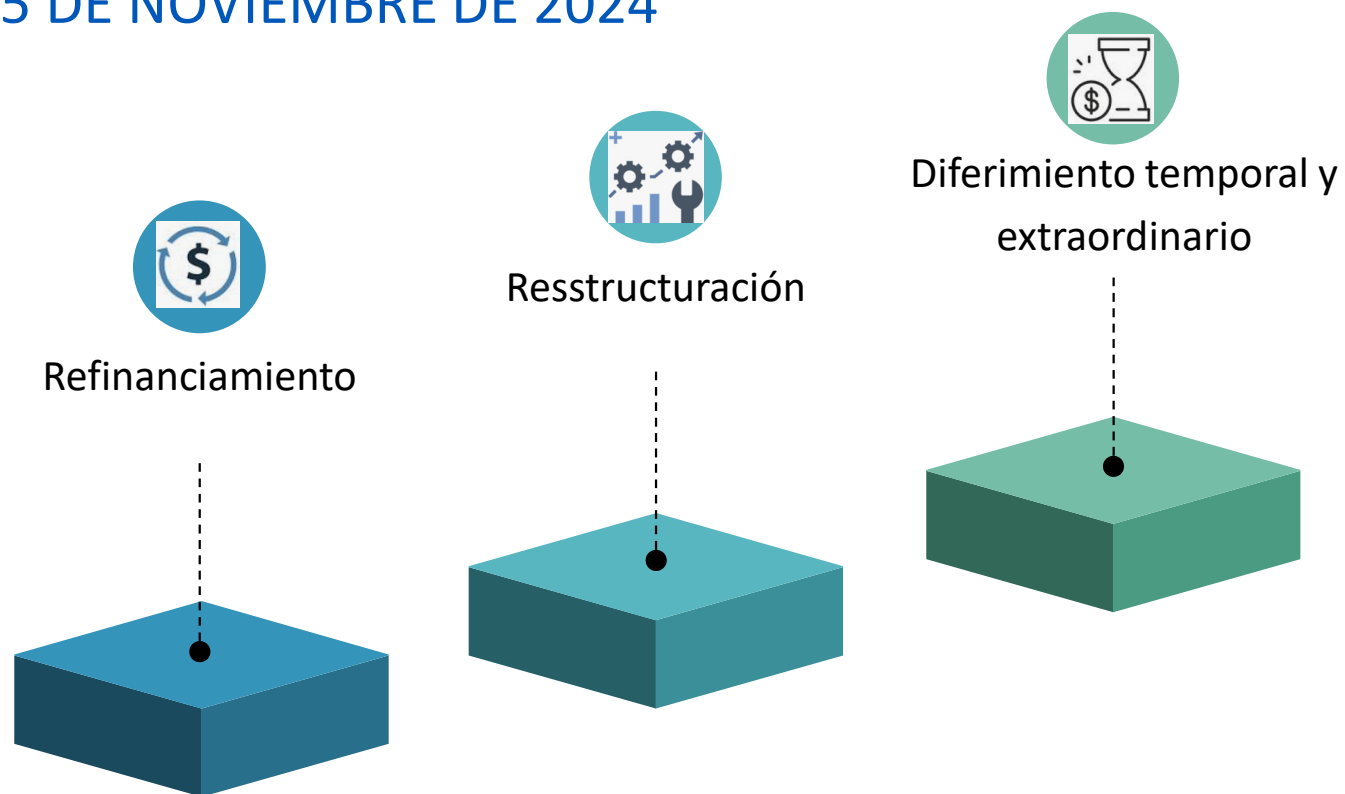 5 DE NOVIEMBRE DE 2024
Diferimiento temporal y
extraordinario
Resstructuración
Refinanciamiento
$
$